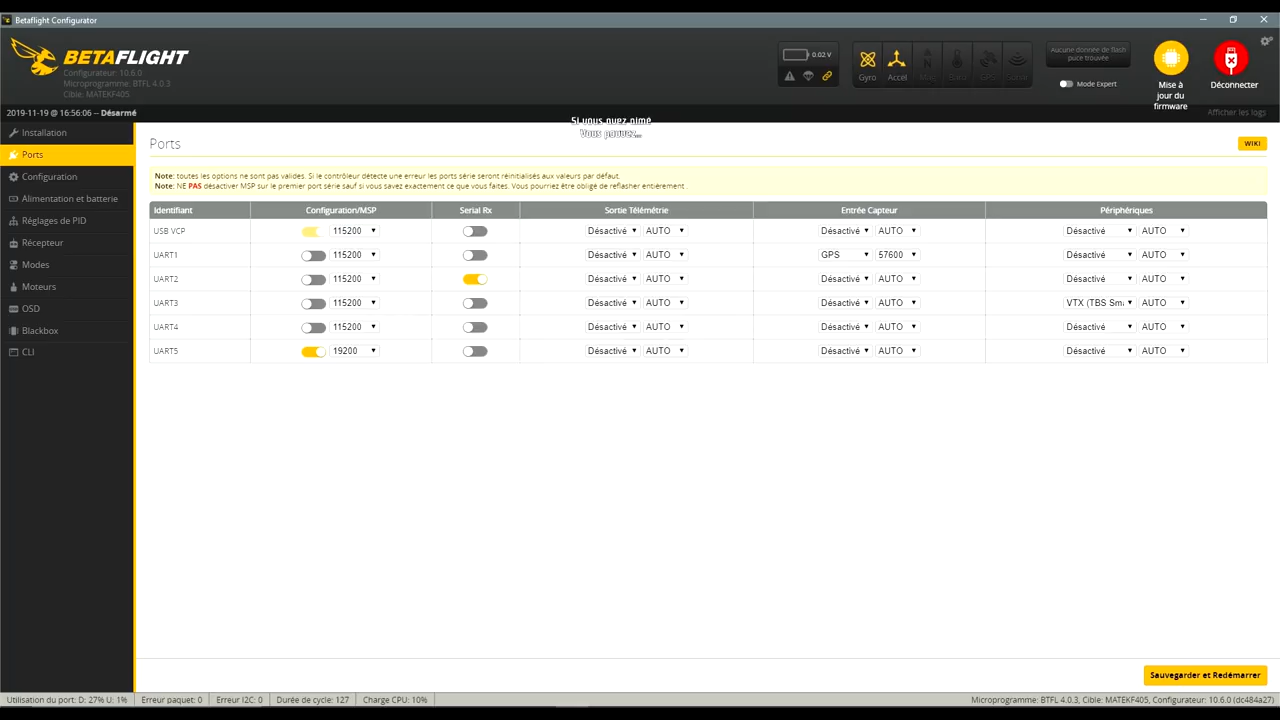 Betaflight Configurator
BETAFLIGHT
Configurateur: 10.6.0
Microprogramme: BTFL 4.0.3
Cible: MATEKF405
0.02 V
Gyro
Accel
Mag
Baro
GPS
Sonar
Aucune donnée de flash
puce trouvée
Mode Expert
Mise à
jour du
firmware
Déconnecter
2019-11-19 @ 16:56:06 -- Désarmé
Afficher les logs
Si vous avez aimé
Vous pouvez...
Installation
Ports
Configuration
Alimentation et batterie
Réglages de PID
Récepteur
Modes
Moteurs
OSD
Blackbox
CLI
Ports
WIKI
Note: toutes les options ne sont pas valides. Si le contrôleur détecte une erreur les ports série seront réinitialisés aux valeurs par défaut.
Note: NE PAS désactiver MSP sur le premier port série sauf si vous savez exactement ce que vous faites. Vous pourriez être obligé de reflasher entièrement .
Identifiant Configuration/MSP Serial Rx Sortie Télémétrie Entrée Capteur Périphériques
USB VCP 115200 Désactivé AUTO Désactivé AUTO Désactivé AUTO
UART1 115200 Désactivé AUTO GPS 57600 Désactivé AUTO
UART2 115200 Désactivé AUTO Désactivé AUTO Désactivé AUTO
UART3 115200 Désactivé AUTO Désactivé AUTO VTX (TBS Sma AUTO
UART4 115200 Désactivé AUTO Désactivé AUTO Désactivé AUTO
UART5 19200 Désactivé AUTO Désactivé AUTO Désactivé AUTO
Sauvegarder et Redémarrer
Utilisation du port: D: 27% U: 1% Erreur paquet: 0 Erreur I2C: 0 Durée de cycle: 127 Charge CPU: 10% Microprogramme: BTFL 4.0.3, Cible: MATEKF405, Configurateur: 10.6.0 (dc484a27)